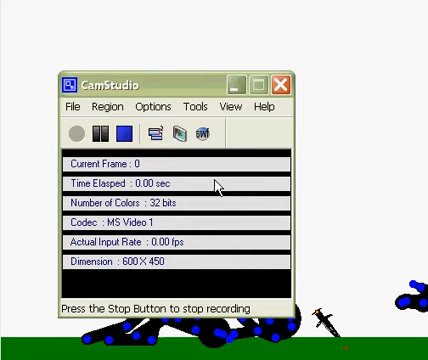 CamStudio
File Region Options Tools View Help
SWF
Current Frame : 0
Time Elasped : 0.00 sec
Number of Colors : 32 bits
Codec : MS Video 1
Actual Input Rate : 0.00 fps
Dimension : 600 X 450
Press the Stop Button to stop recording